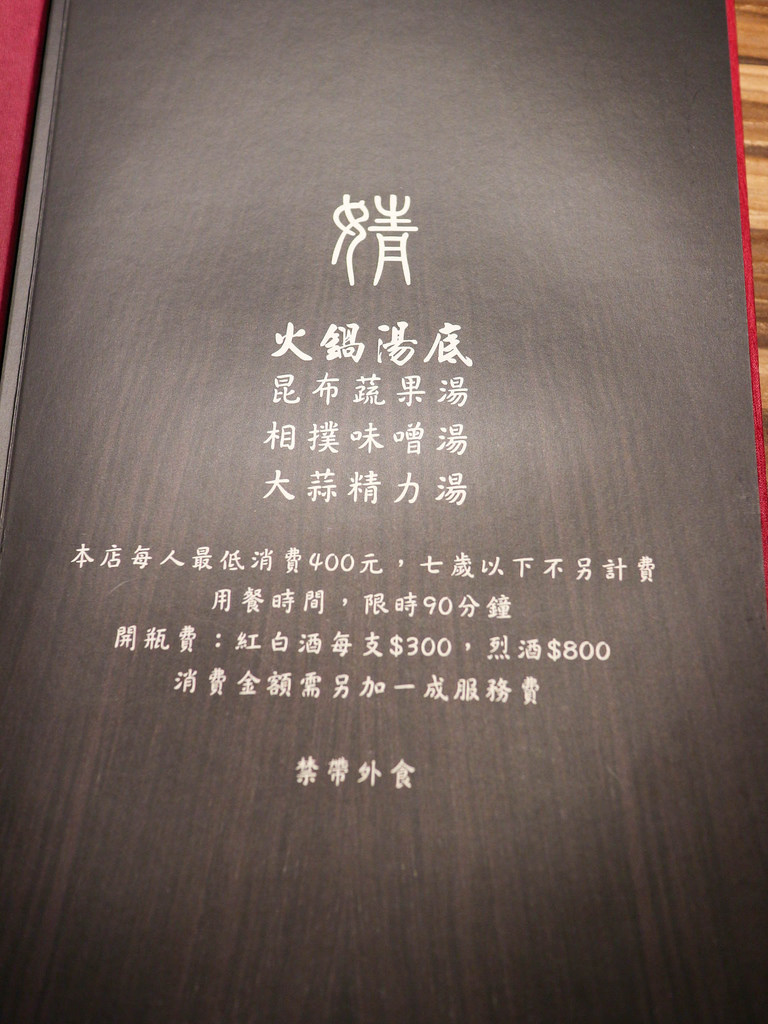 婧
火鍋湯底
昆布蔬果湯
相撲味噌湯
大蒜精力湯
本店每人最低消費400元，七歲以下不另計費
用餐時間，限時90分鐘
開瓶費：紅白酒每支$300，烈酒$800
消費金額需另加一成服務費
禁帶外食